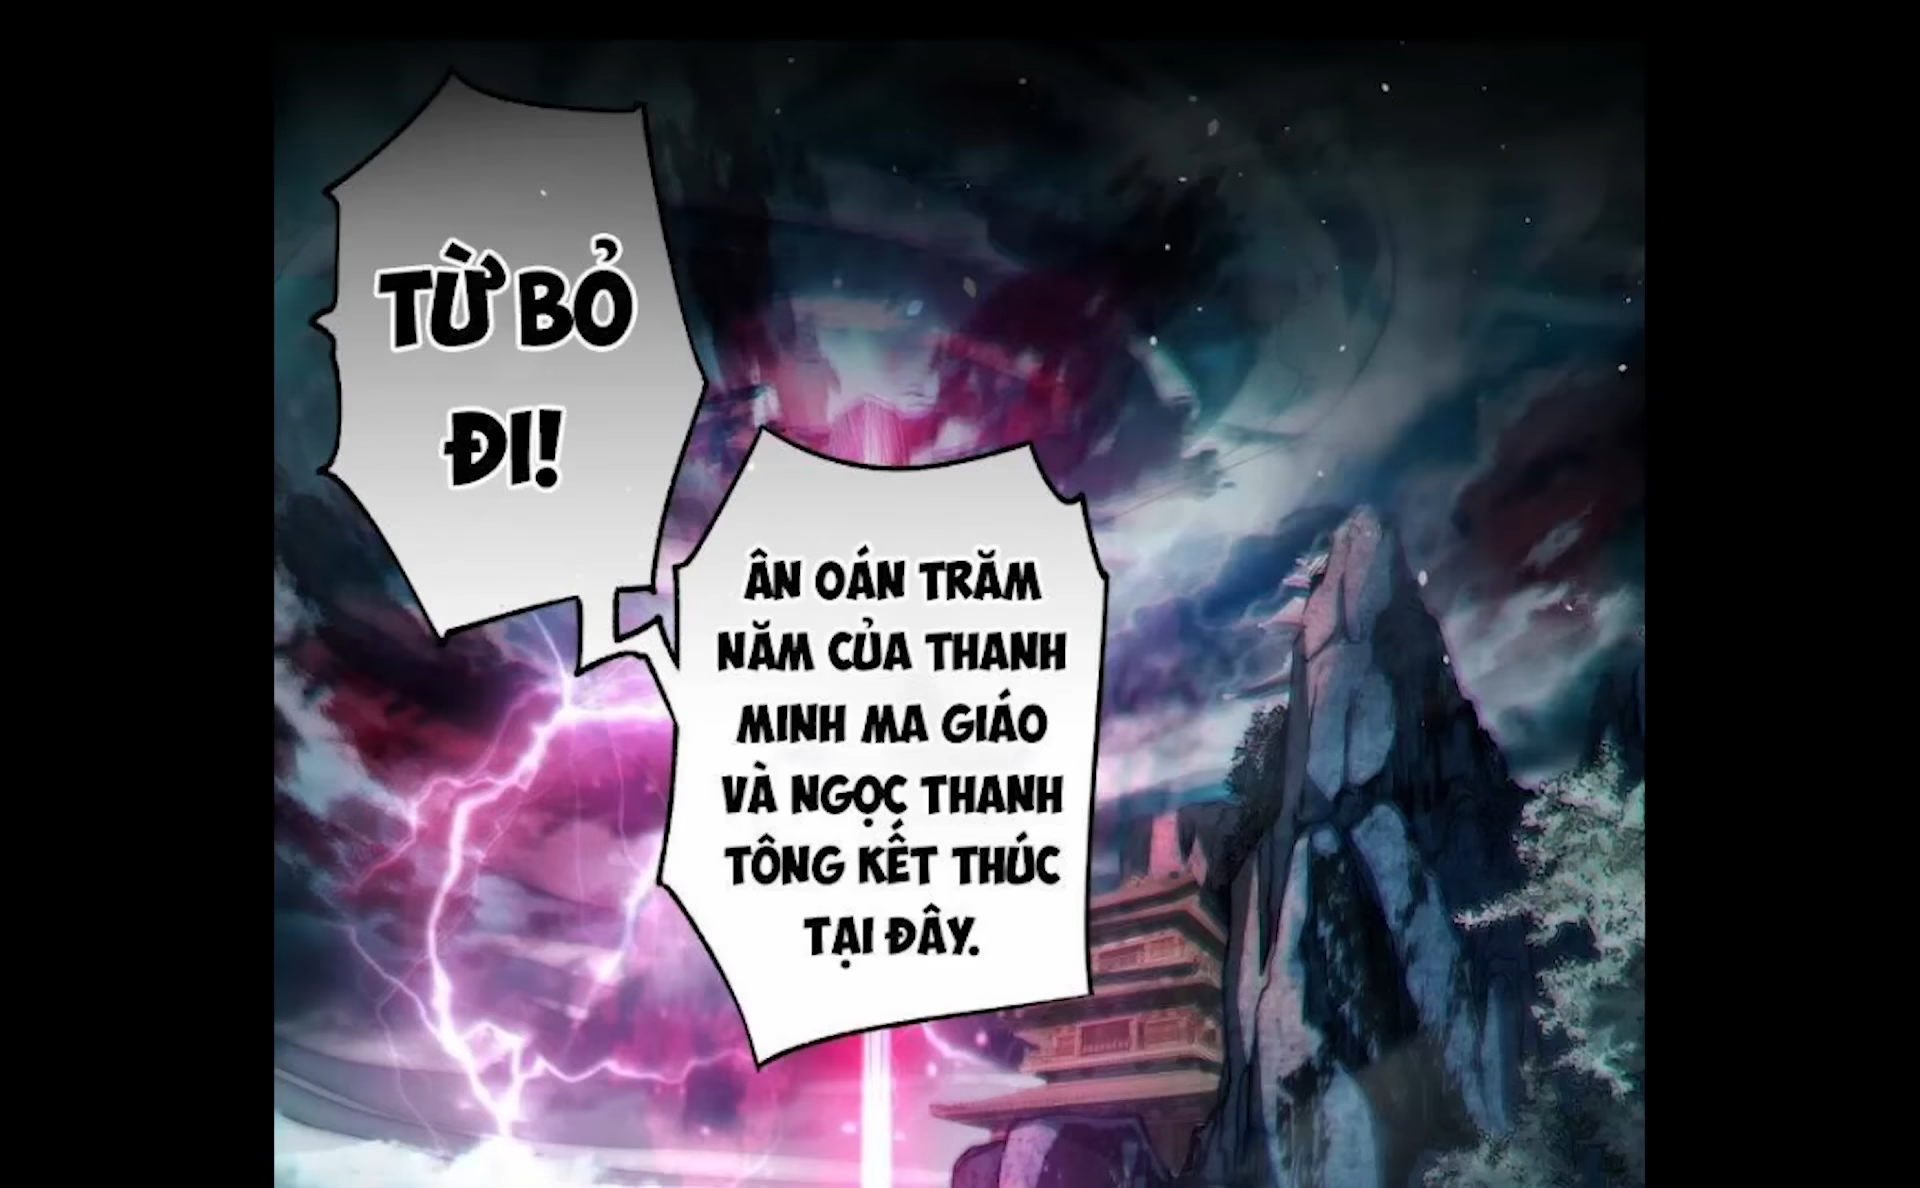 TỪ BỎ
ĐI!
ÂN OÁN TRĂM
NĂM CỦA THANH
MINH MA GIÁO
VÀ NGỌC THANH
TÔNG KẾT THÚC
TẠI ĐÂY.